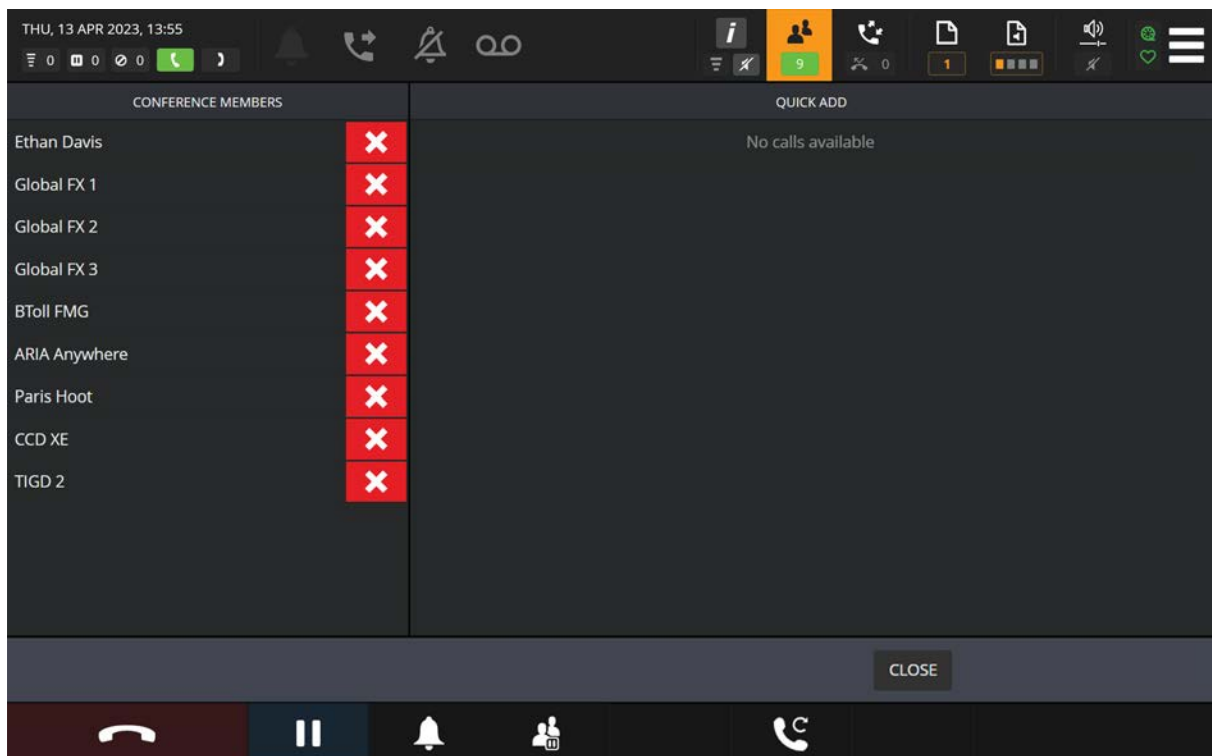 THU, 13 APR 2023, 13:55
0 0 0
i
9
0
1
CONFERENCE MEMBERS
QUICK ADD
Ethan Davis
No calls available
Global FX 1
Global FX 2
Global FX 3
BToll FMG
ARIA Anywhere
Paris Hoot
CCD XE
TIGD 2
CLOSE